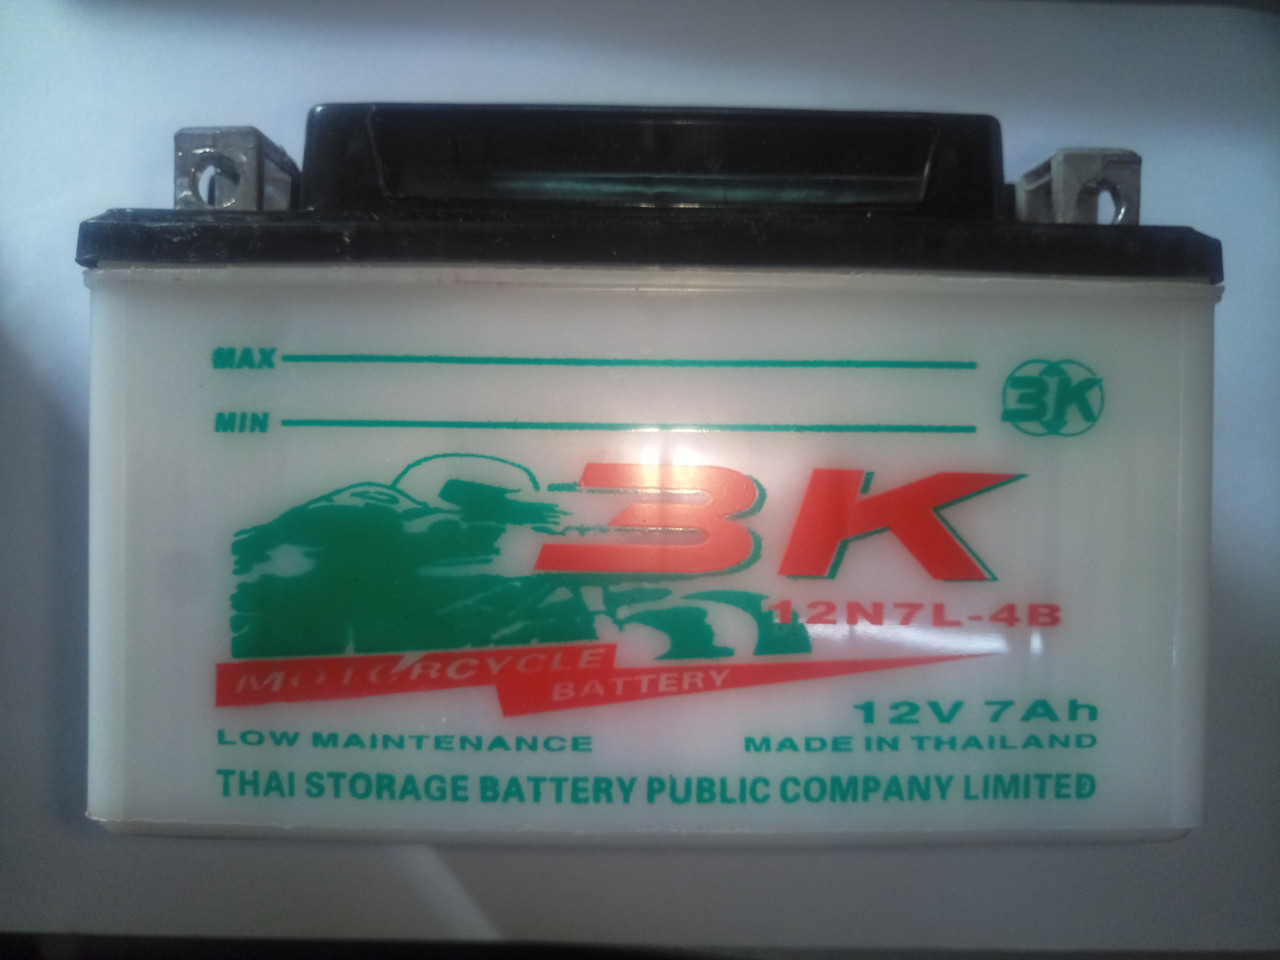 MAX
MIN
3K
3K
12N7L-4B
MOTORCYCLE
BATTERY
12V 7Ah
LOW MAINTENANCE
MADE IN THAILAND
THAI STORAGE BATTERY PUBLIC COMPANY LIMITED